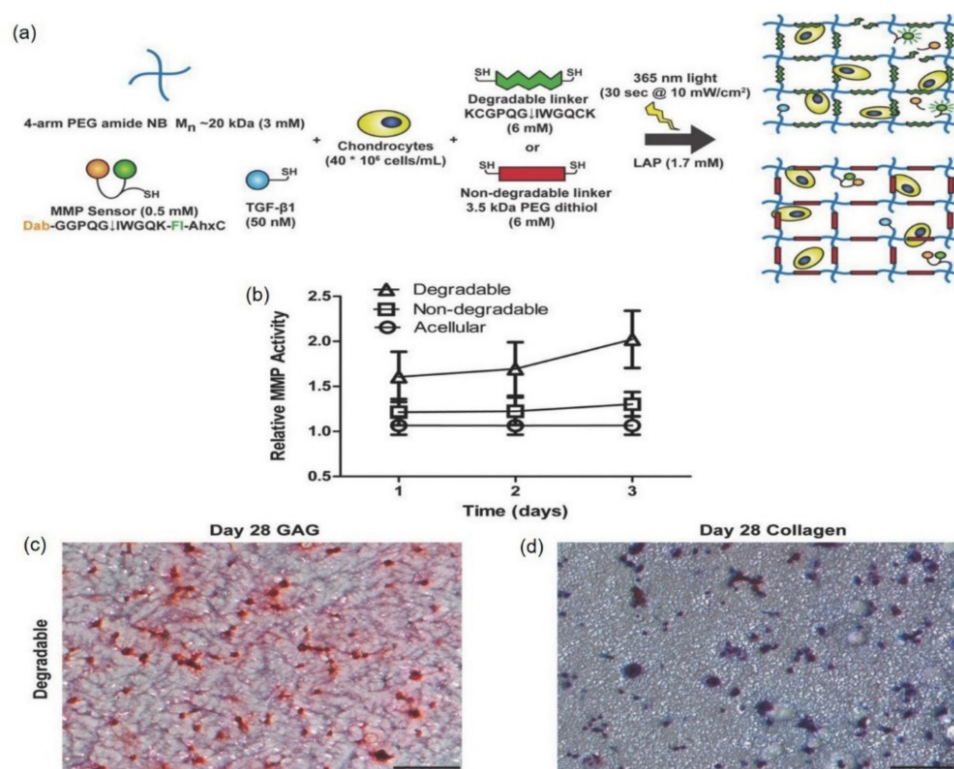 (a)
4-arm PEG amide NB Mn ~20 kDa (3 mM)
MMP Sensor (0.5 mM)
Dab-GGPQG↓IWGQK-Fl-AhxC
SH
SH
TGF-β1
(50 nM)
+
Chondrocytes
(40 * 10⁶ cells/mL)
+
SH
SH
Degradable linker
KCGPQG↓IWGQCK
(6 mM)
or
SH
SH
Non-degradable linker
3.5 kDa PEG dithiol
(6 mM)
365 nm light
(30 sec @ 10 mW/cm²)
LAP (1.7 mM)
(b)
Degradable
Non-degradable
Acellular
Relative MMP Activity
2.5
2.0
1.5
1.0
0.5
1
2
3
Time (days)
(c)
Day 28 GAG
Degradable
(d)
Day 28 Collagen